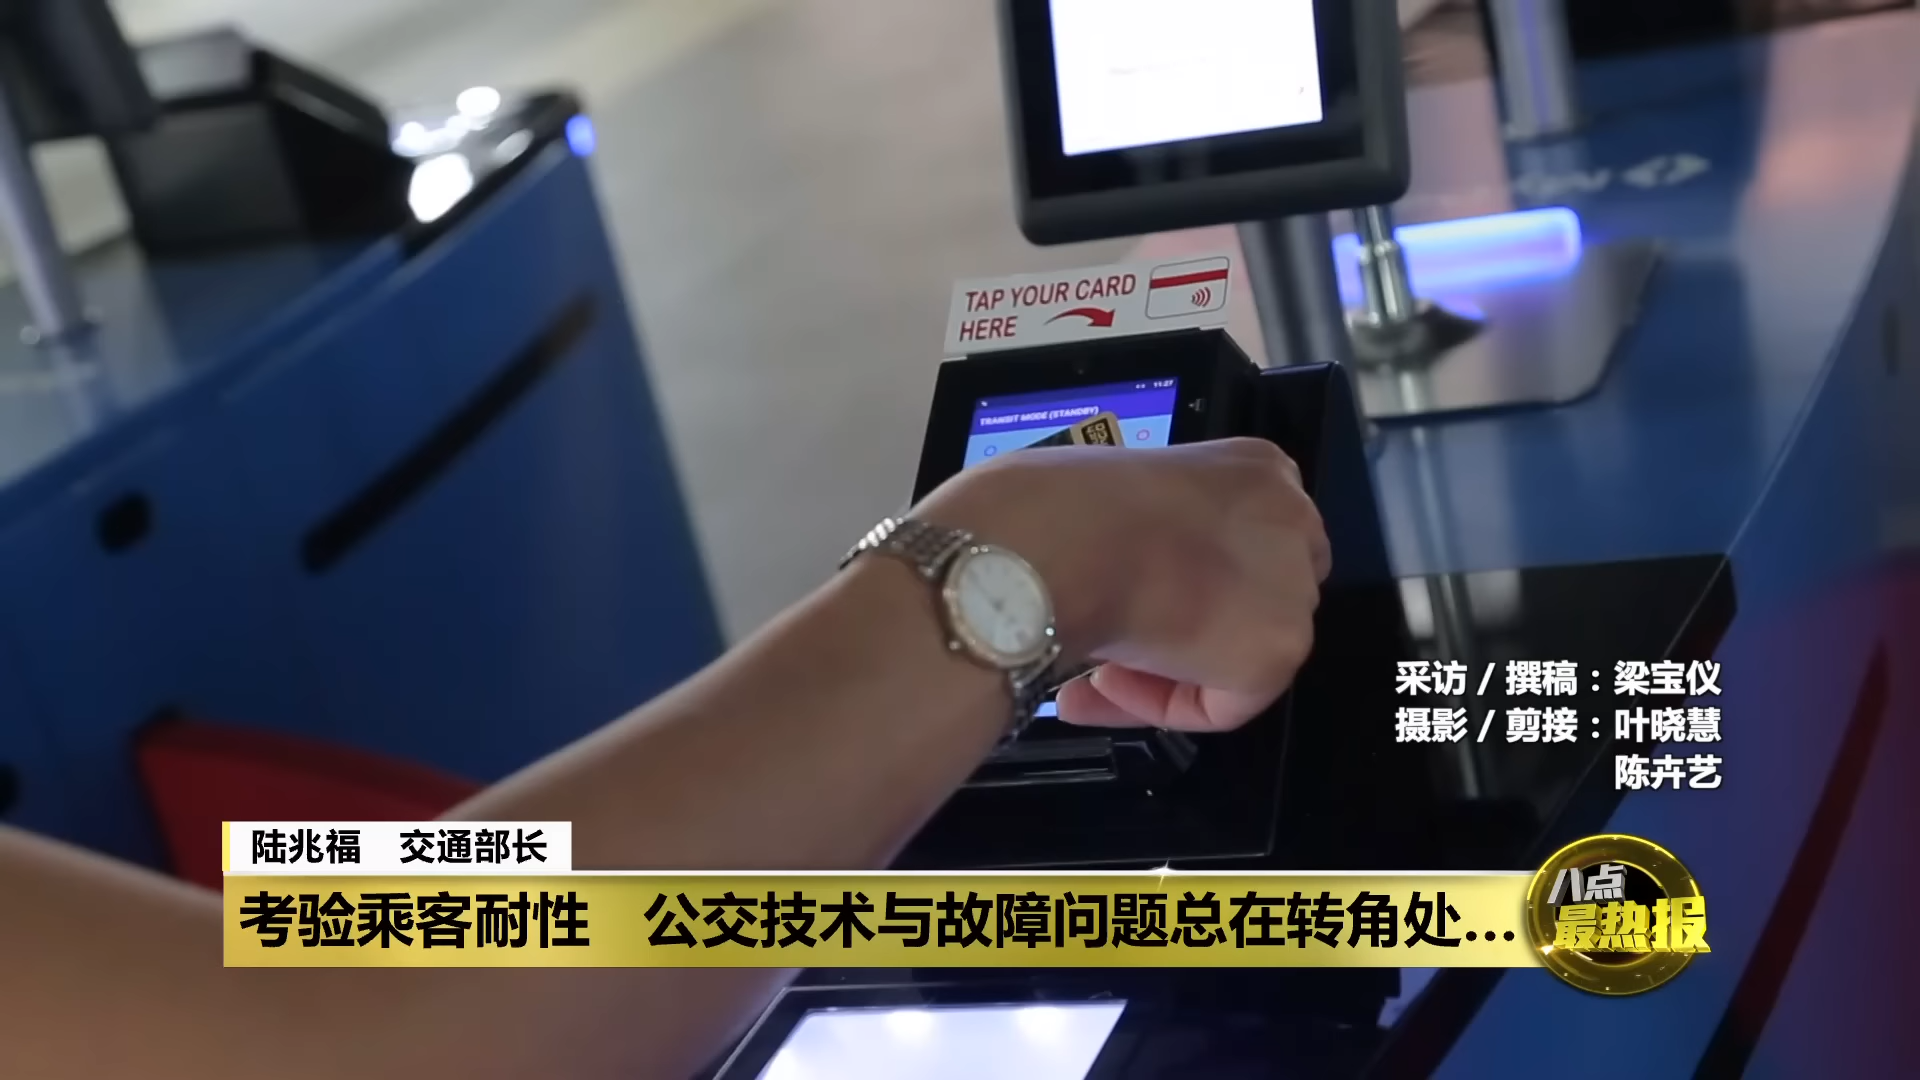 TAP YOUR CARD
HERE
11:27
TRANSIT MODE (STANDBY)
采访 / 撰稿：梁宝仪
摄影 / 剪接：叶晓慧
陈卉艺
陆兆福 交通部长
考验乘客耐性 公交技术与故障问题总在转角处...
八点
最热报